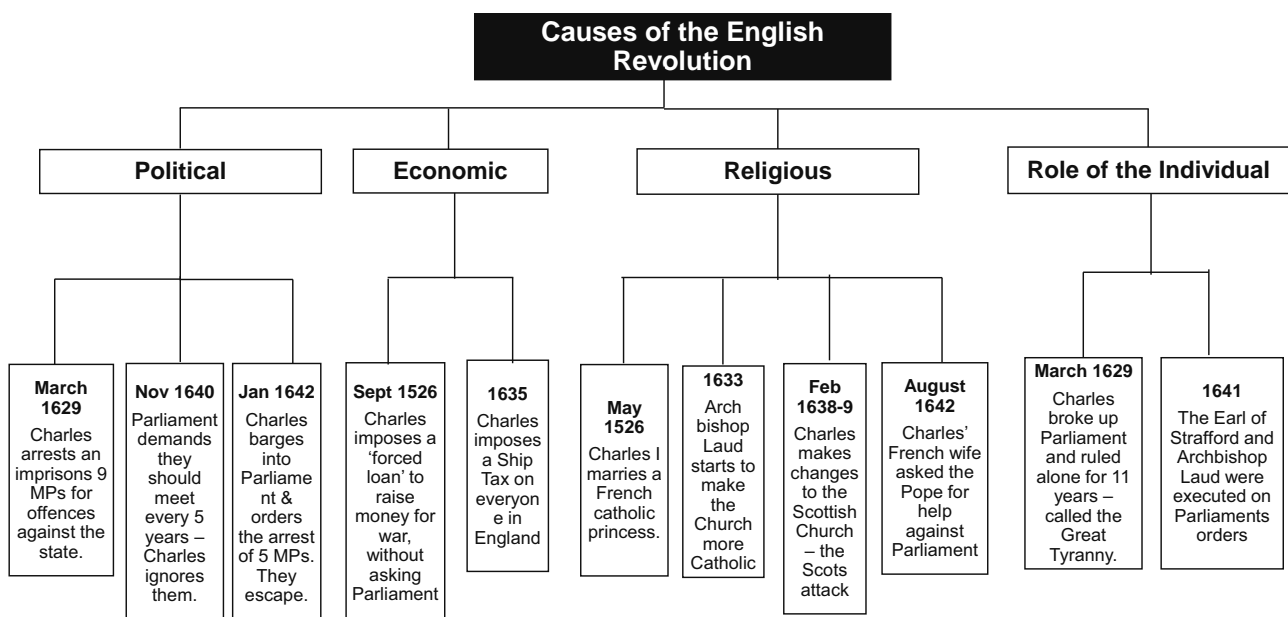 Causes of the English
Revolution
Political
Economic
Religious
Role of the Individual
March
1629
Charles
arrests an
imprisons 9
MPs for
offences
against the
state.
Nov 1640
Parliament
demands
they
should
meet
every 5
years –
Charles
ignores
them.
Jan 1642
Charles
barges
into
Parliame
nt &
orders
the arrest
of 5 MPs.
They
escape.
Sept 1526
Charles
imposes a
‘forced
loan’ to
raise
money for
war,
without
asking
Parliament
1635
Charles
imposes
a Ship
Tax on
everyon
e in
England
May
1526
Charles I
marries a
French
catholic
princess.
1633
Arch
bishop
Laud
starts to
make
the
Church
more
Catholic
Feb
1638-9
Charles
makes
changes
to the
Scottish
Church
– the
Scots
attack
August
1642
Charles’
French wife
asked the
Pope for
help
against
Parliament
March 1629
Charles
broke up
Parliament
and ruled
alone for 11
years –
called the
Great
Tyranny.
1641
The Earl of
Strafford and
Archbishop
Laud were
executed on
Parliaments
orders